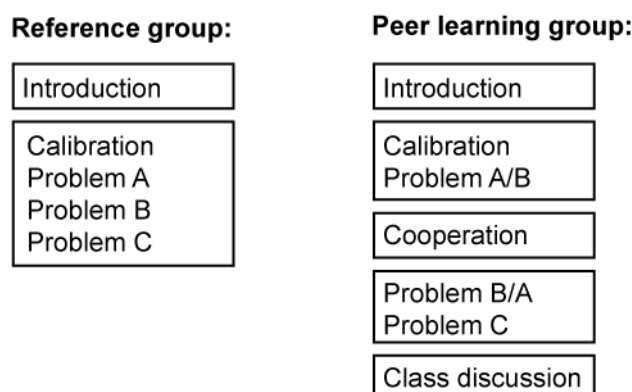 Reference group:
Introduction
Calibration
Problem A
Problem B
Problem C
Peer learning group:
Introduction
Calibration
Problem A/B
Cooperation
Problem B/A
Problem C
Class discussion